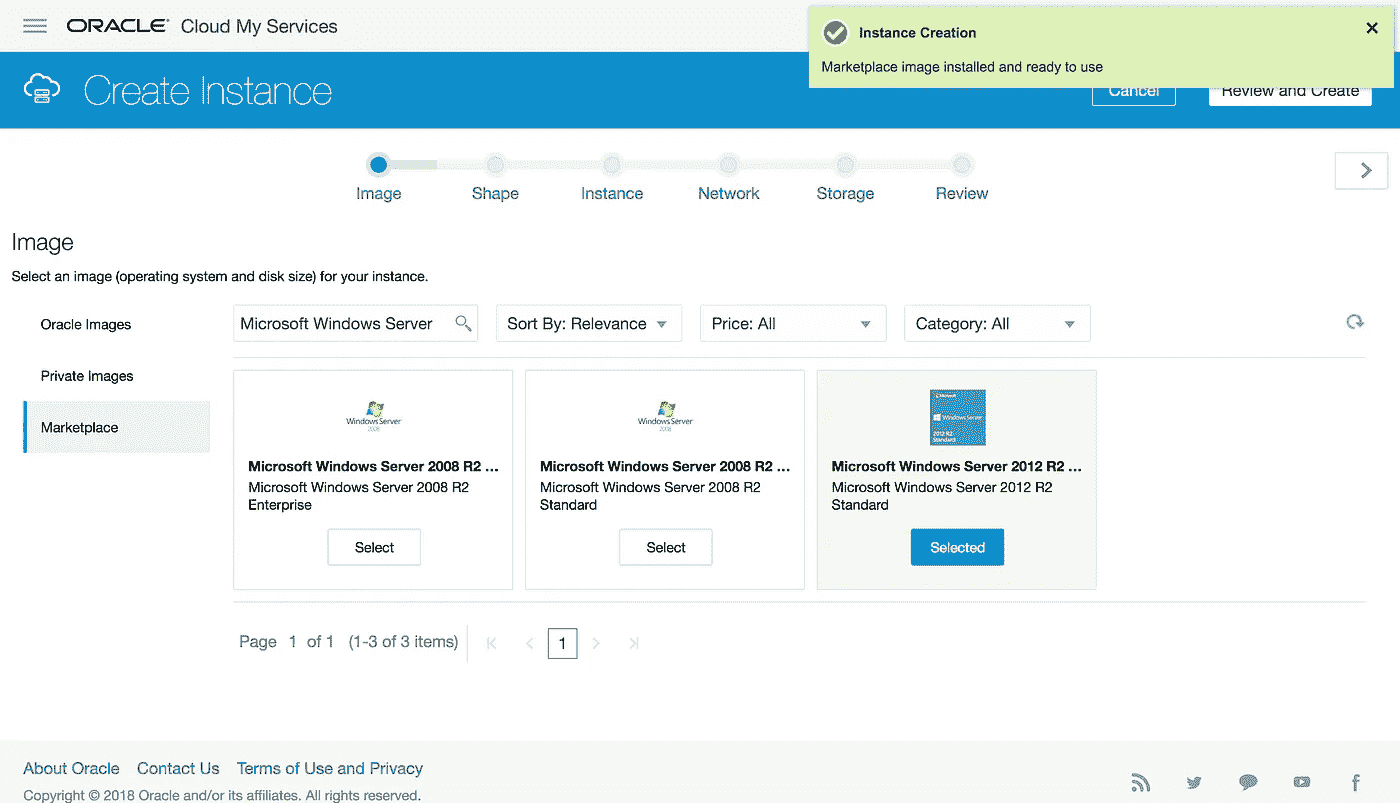 ORACLE Cloud My Services
Instance Creation
Marketplace image installed and ready to use
Create Instance
Cancel
Review and Create
Image Shape Instance Network Storage Review
Image
Select an image (operating system and disk size) for your instance.
Oracle Images
Private Images
Marketplace
Microsoft Windows Server
Sort By: Relevance
Price: All
Category: All
Windows Server
2008
Microsoft Windows Server 2008 R2 ...
Microsoft Windows Server 2008 R2
Enterprise
Select
Windows Server
2008
Microsoft Windows Server 2008 R2 ...
Microsoft Windows Server 2008 R2
Standard
Select
Microsoft
Windows Server
2012 R2
Standard
Microsoft Windows Server 2012 R2 ...
Microsoft Windows Server 2012 R2
Standard
Selected
Page 1 of 1 (1-3 of 3 items) 1
About Oracle Contact Us Terms of Use and Privacy
Copyright © 2018 Oracle and/or its affiliates. All rights reserved.